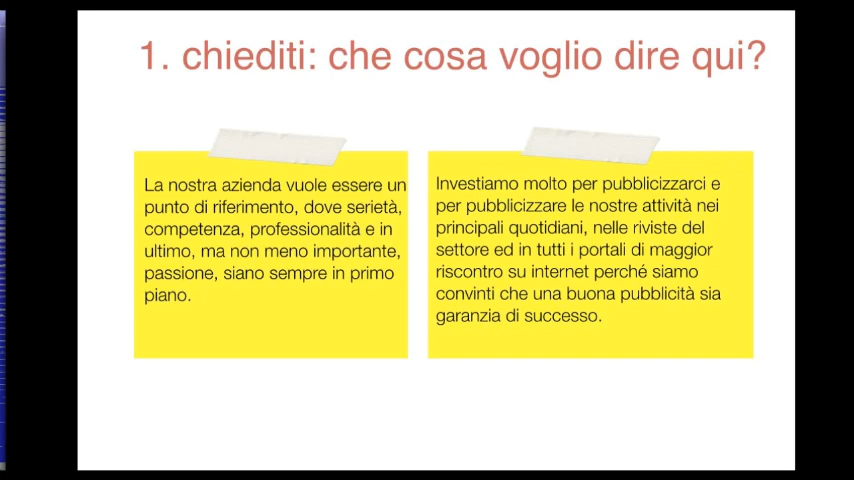 1. chiediti: che cosa voglio dire qui?
La nostra azienda vuole essere un
punto di riferimento, dove serietà,
competenza, professionalità e in
ultimo, ma non meno importante,
passione, siano sempre in primo
piano.
Investiamo molto per pubblicizzarci e
per pubblicizzare le nostre attività nei
principali quotidiani, nelle riviste del
settore ed in tutti i portali di maggior
riscontro su internet perché siamo
convinti che una buona pubblicità sia
garanzia di successo.